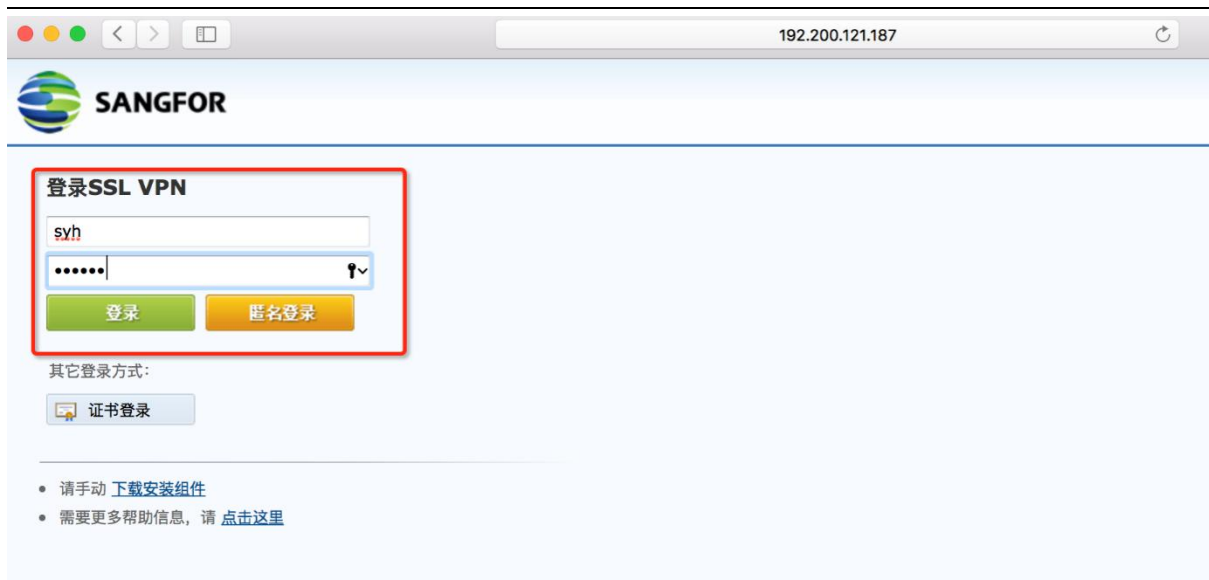 192.200.121.187
SANGFOR
登录SSL VPN
syh
••••••
登录 匿名登录
其它登录方式:
证书登录
请手动 下载安装组件
需要更多帮助信息，请 点击这里